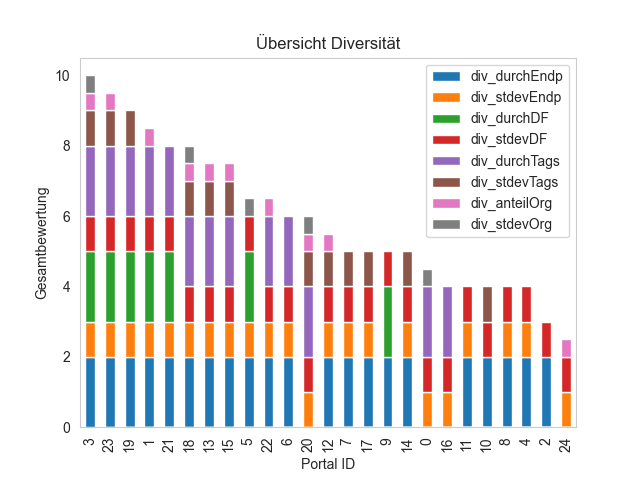 Übersicht Diversität
10
8
6
4
2
0
Gesamtbewertung
div_durchEndp
div_stdevEndp
div_durchDF
div_stdevDF
div_durchTags
div_stdevTags
div_anteilOrg
div_stdevOrg
3 23 19 1 21 18 13 15 5 22 6 20 12 7 17 9 14 0 16 11 10 8 4 2 24
Portal ID